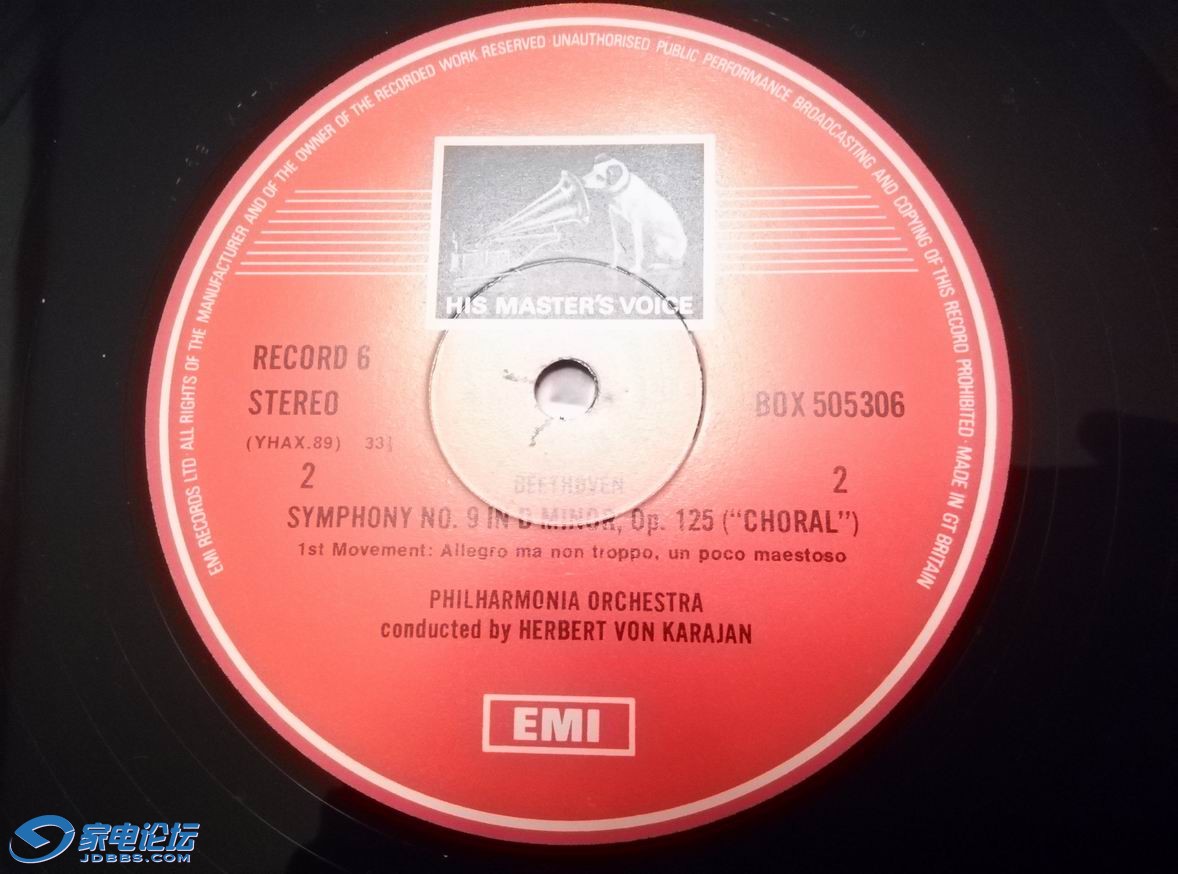 EMI RECORDS LTD ALL RIGHTS OF THE MANUFACTURER AND OF THE OWNER OF THE RECORDED WORK RESERVED UNAUTHORISED PUBLIC PERFORMANCE BROADCASTING AND COPYING OF THIS RECORD PROHIBITED · MADE IN GT BRITAIN
HIS MASTER'S VOICE
RECORD 6
STEREO BOX 505306
(YHAX.89) 33⅓
2 2
BEETHOVEN
SYMPHONY NO. 9 IN D MINOR, Op. 125 ("CHORAL")
1st Movement: Allegro ma non troppo, un poco maestoso
PHILHARMONIA ORCHESTRA
conducted by HERBERT VON KARAJAN
EMI
家电论坛
JDBBS.COM